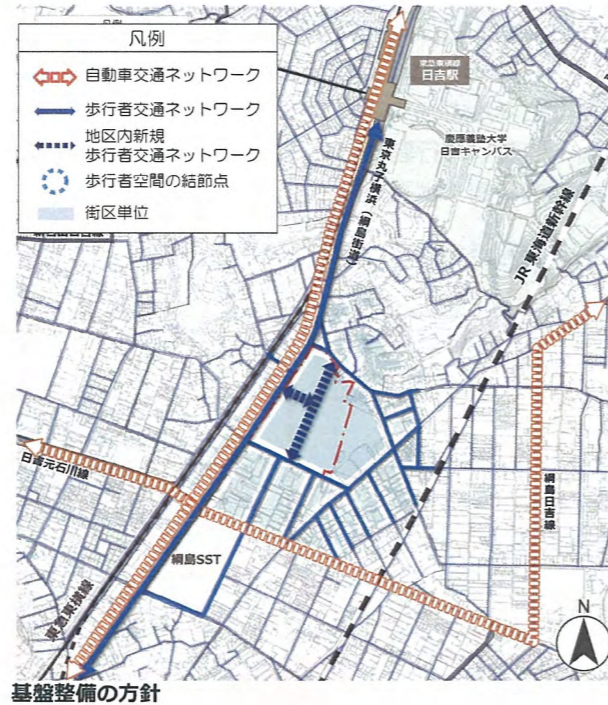 凡例
自動車交通ネットワーク
歩行者交通ネットワーク
地区内新規
歩行者交通ネットワーク
歩行者空間の結節点
街区単位
東急東横線
日吉駅
慶應義塾大学
日吉キャンパス
東京丸子横浜(綱島街道)
JR東海道新幹線
日吉元石川線
綱島日吉線
綱島SST
東急東横線
N
基盤整備の方針